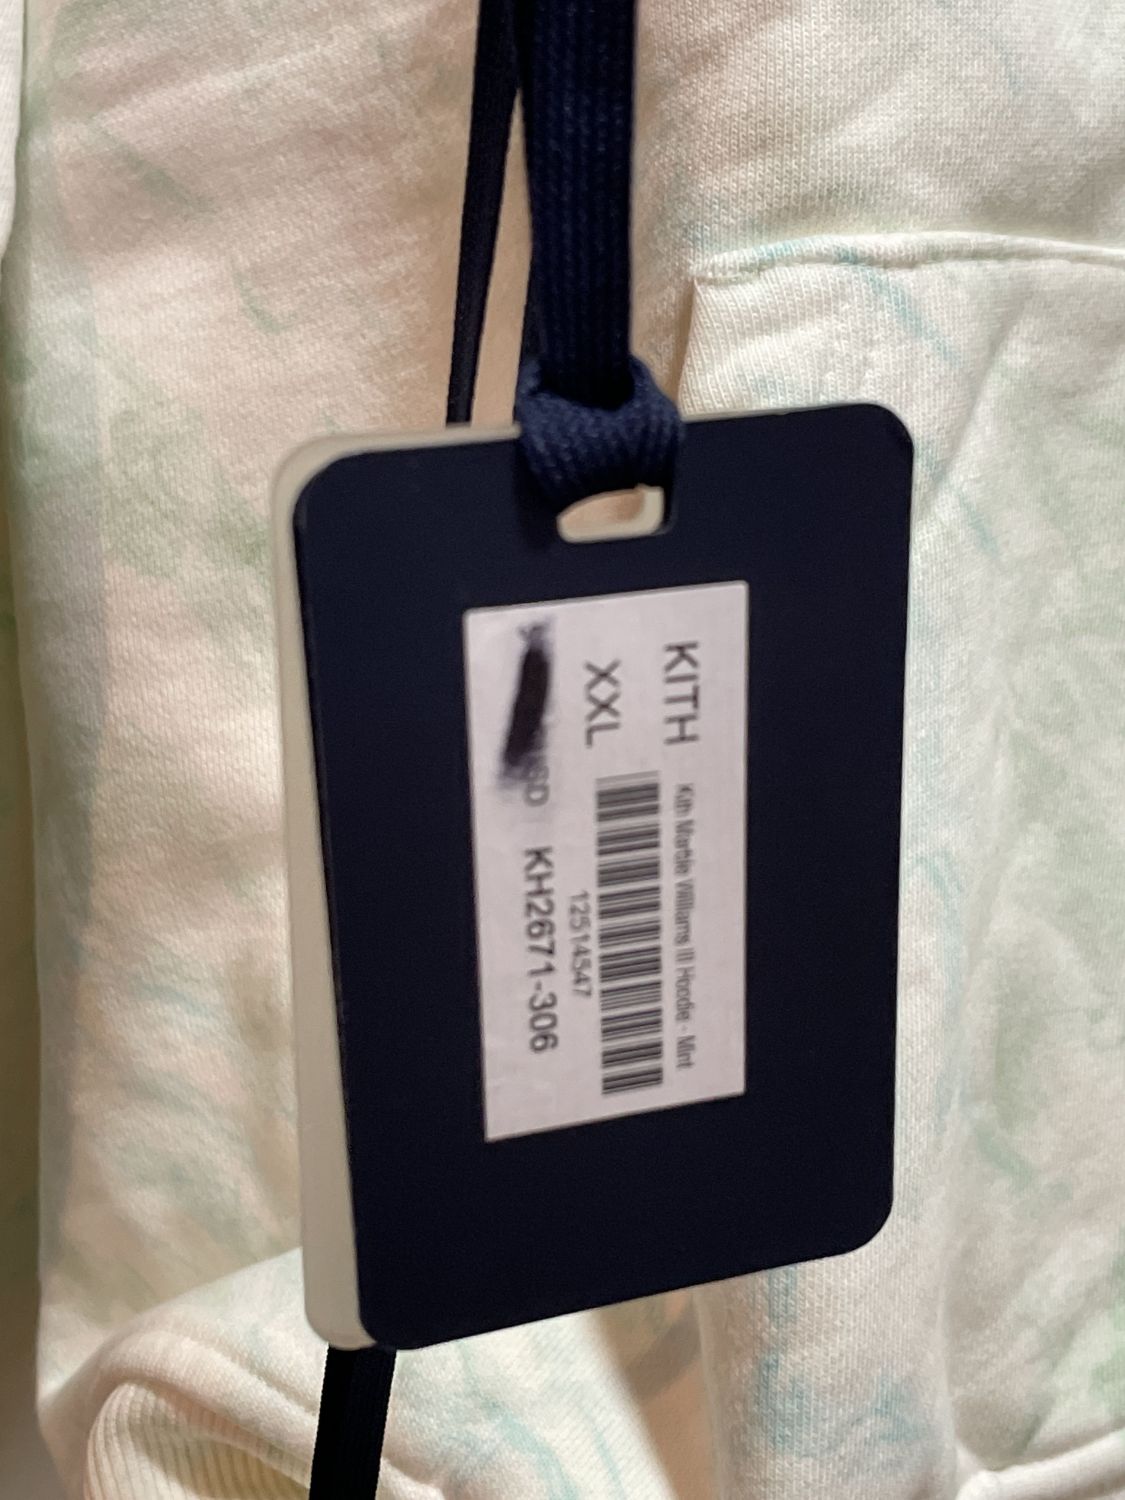 KITH
Kith Marble Williams III Hoodie - Mint
XXL
12514547
KH2671-306